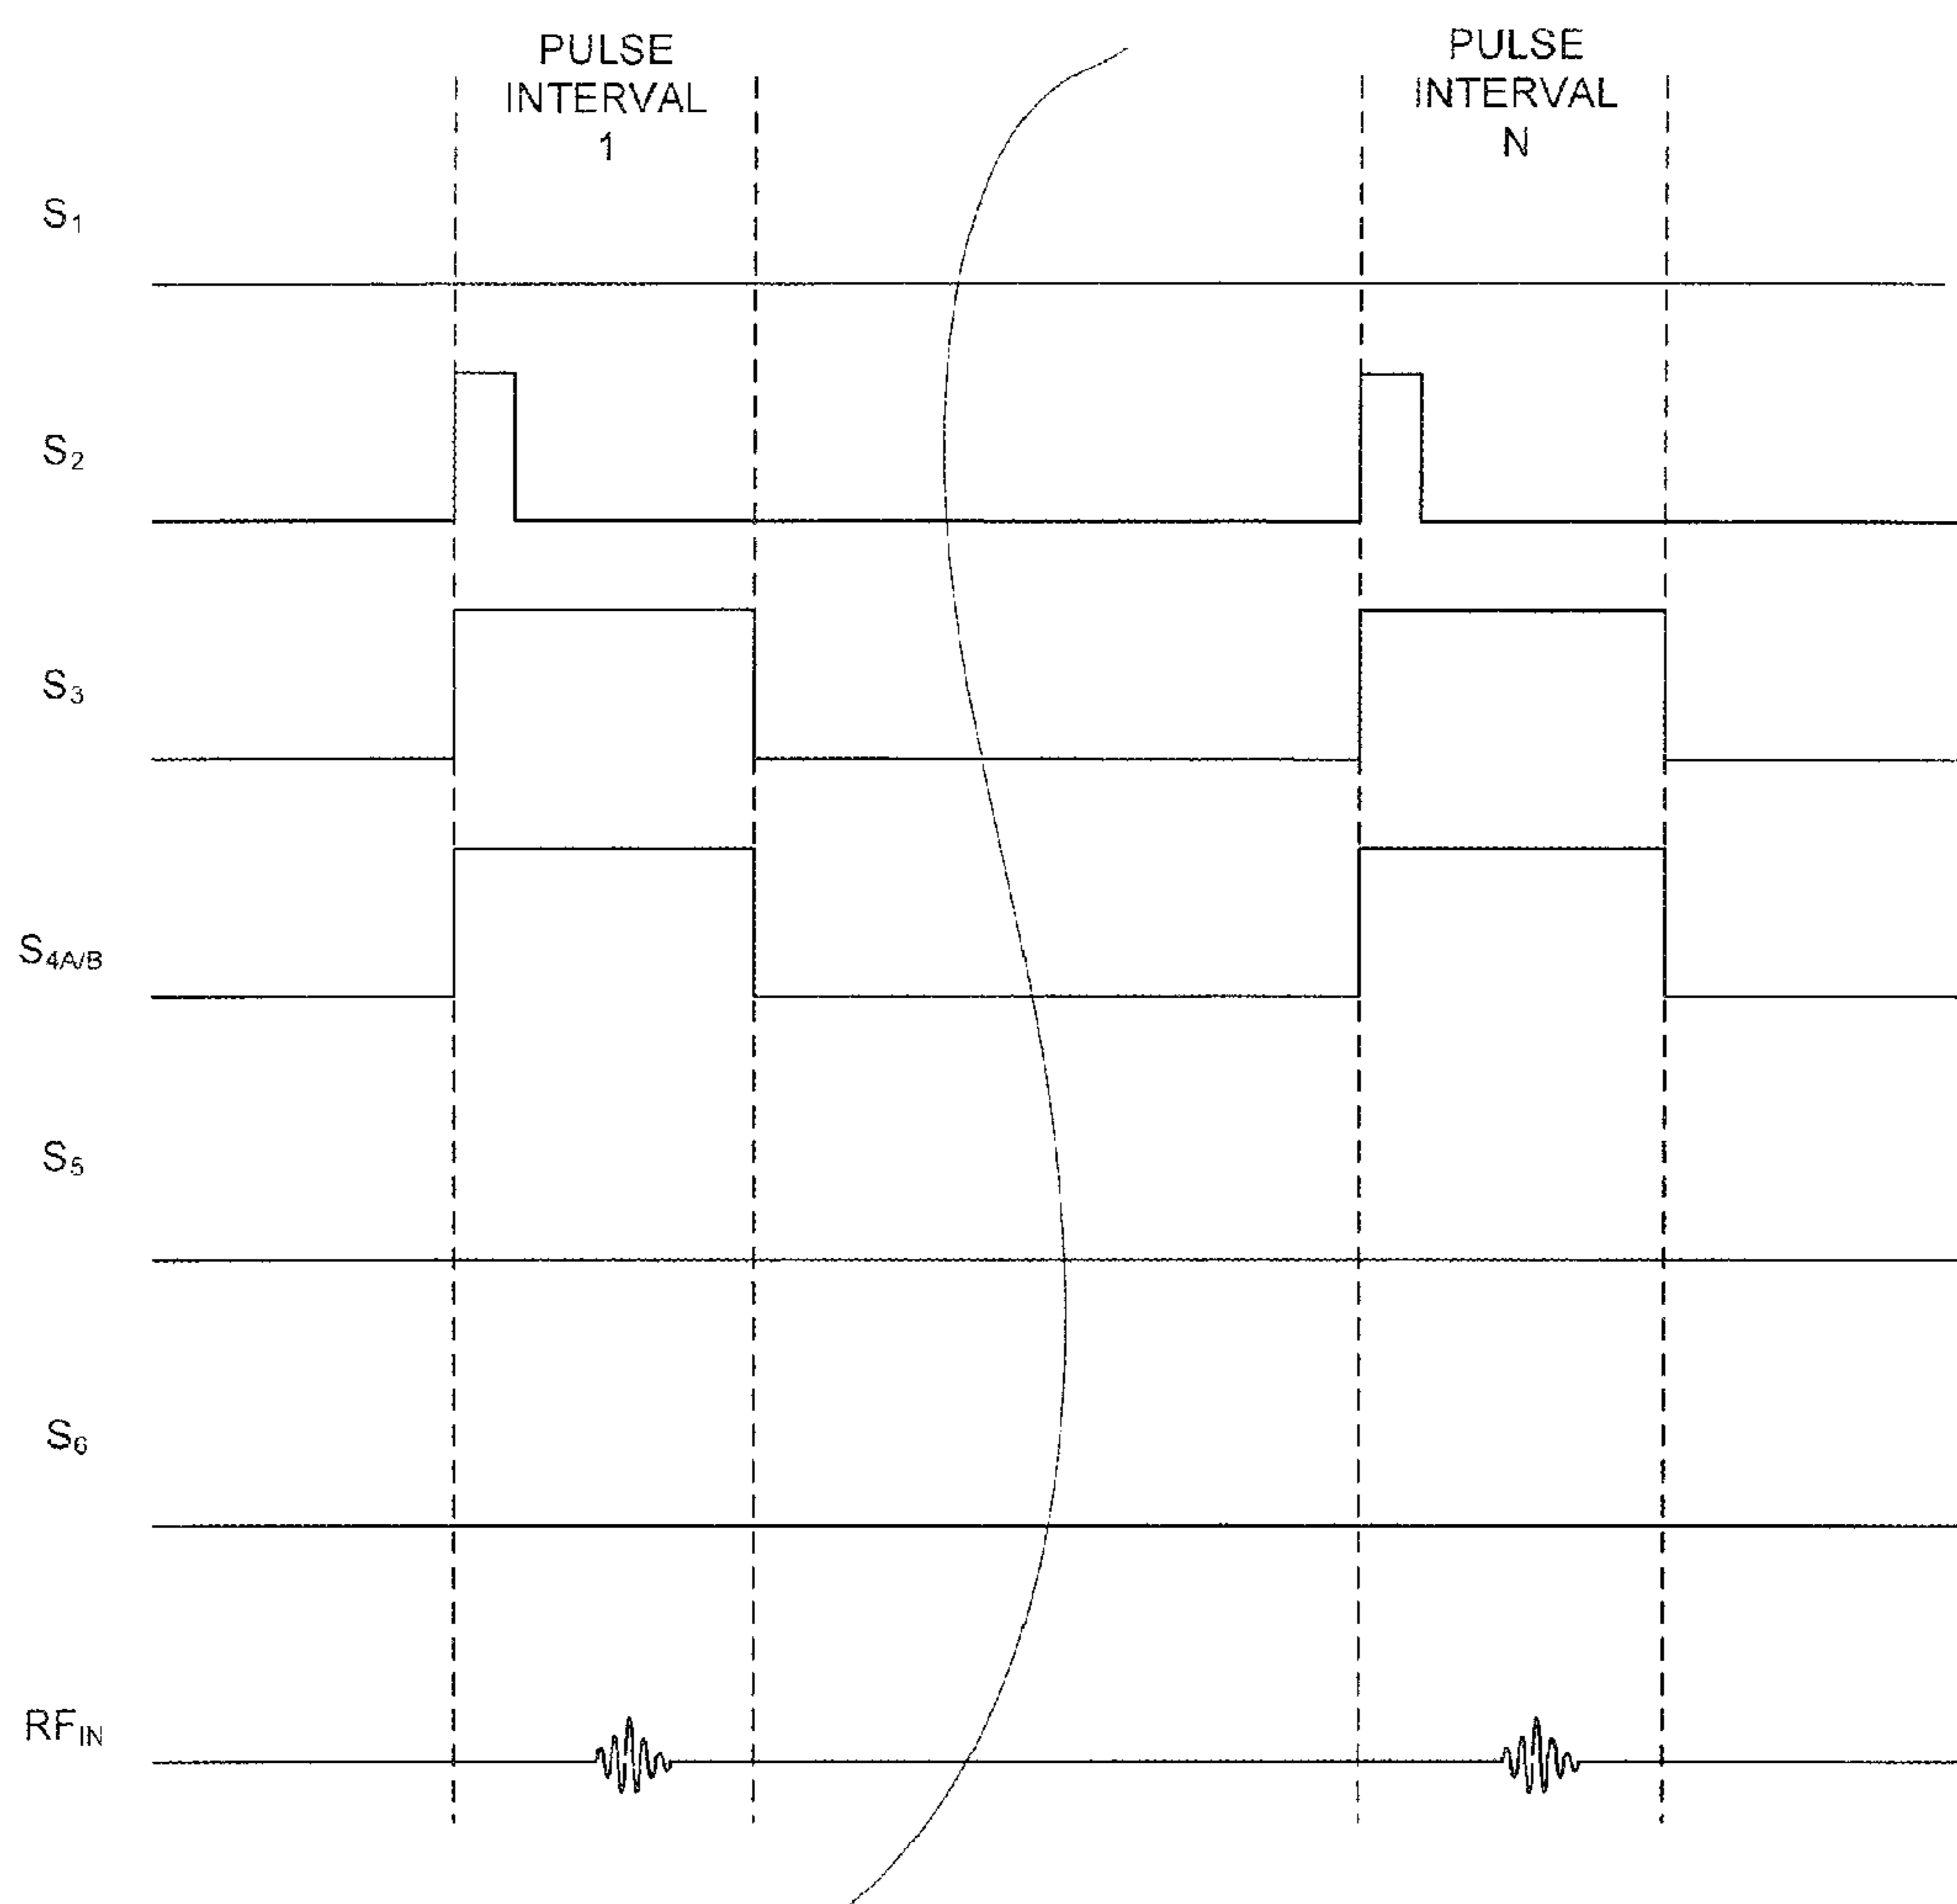 PULSE
INTERVAL
1
PULSE
INTERVAL
N
S1
S2
S3
S4A/B
S5
S6
RFIN